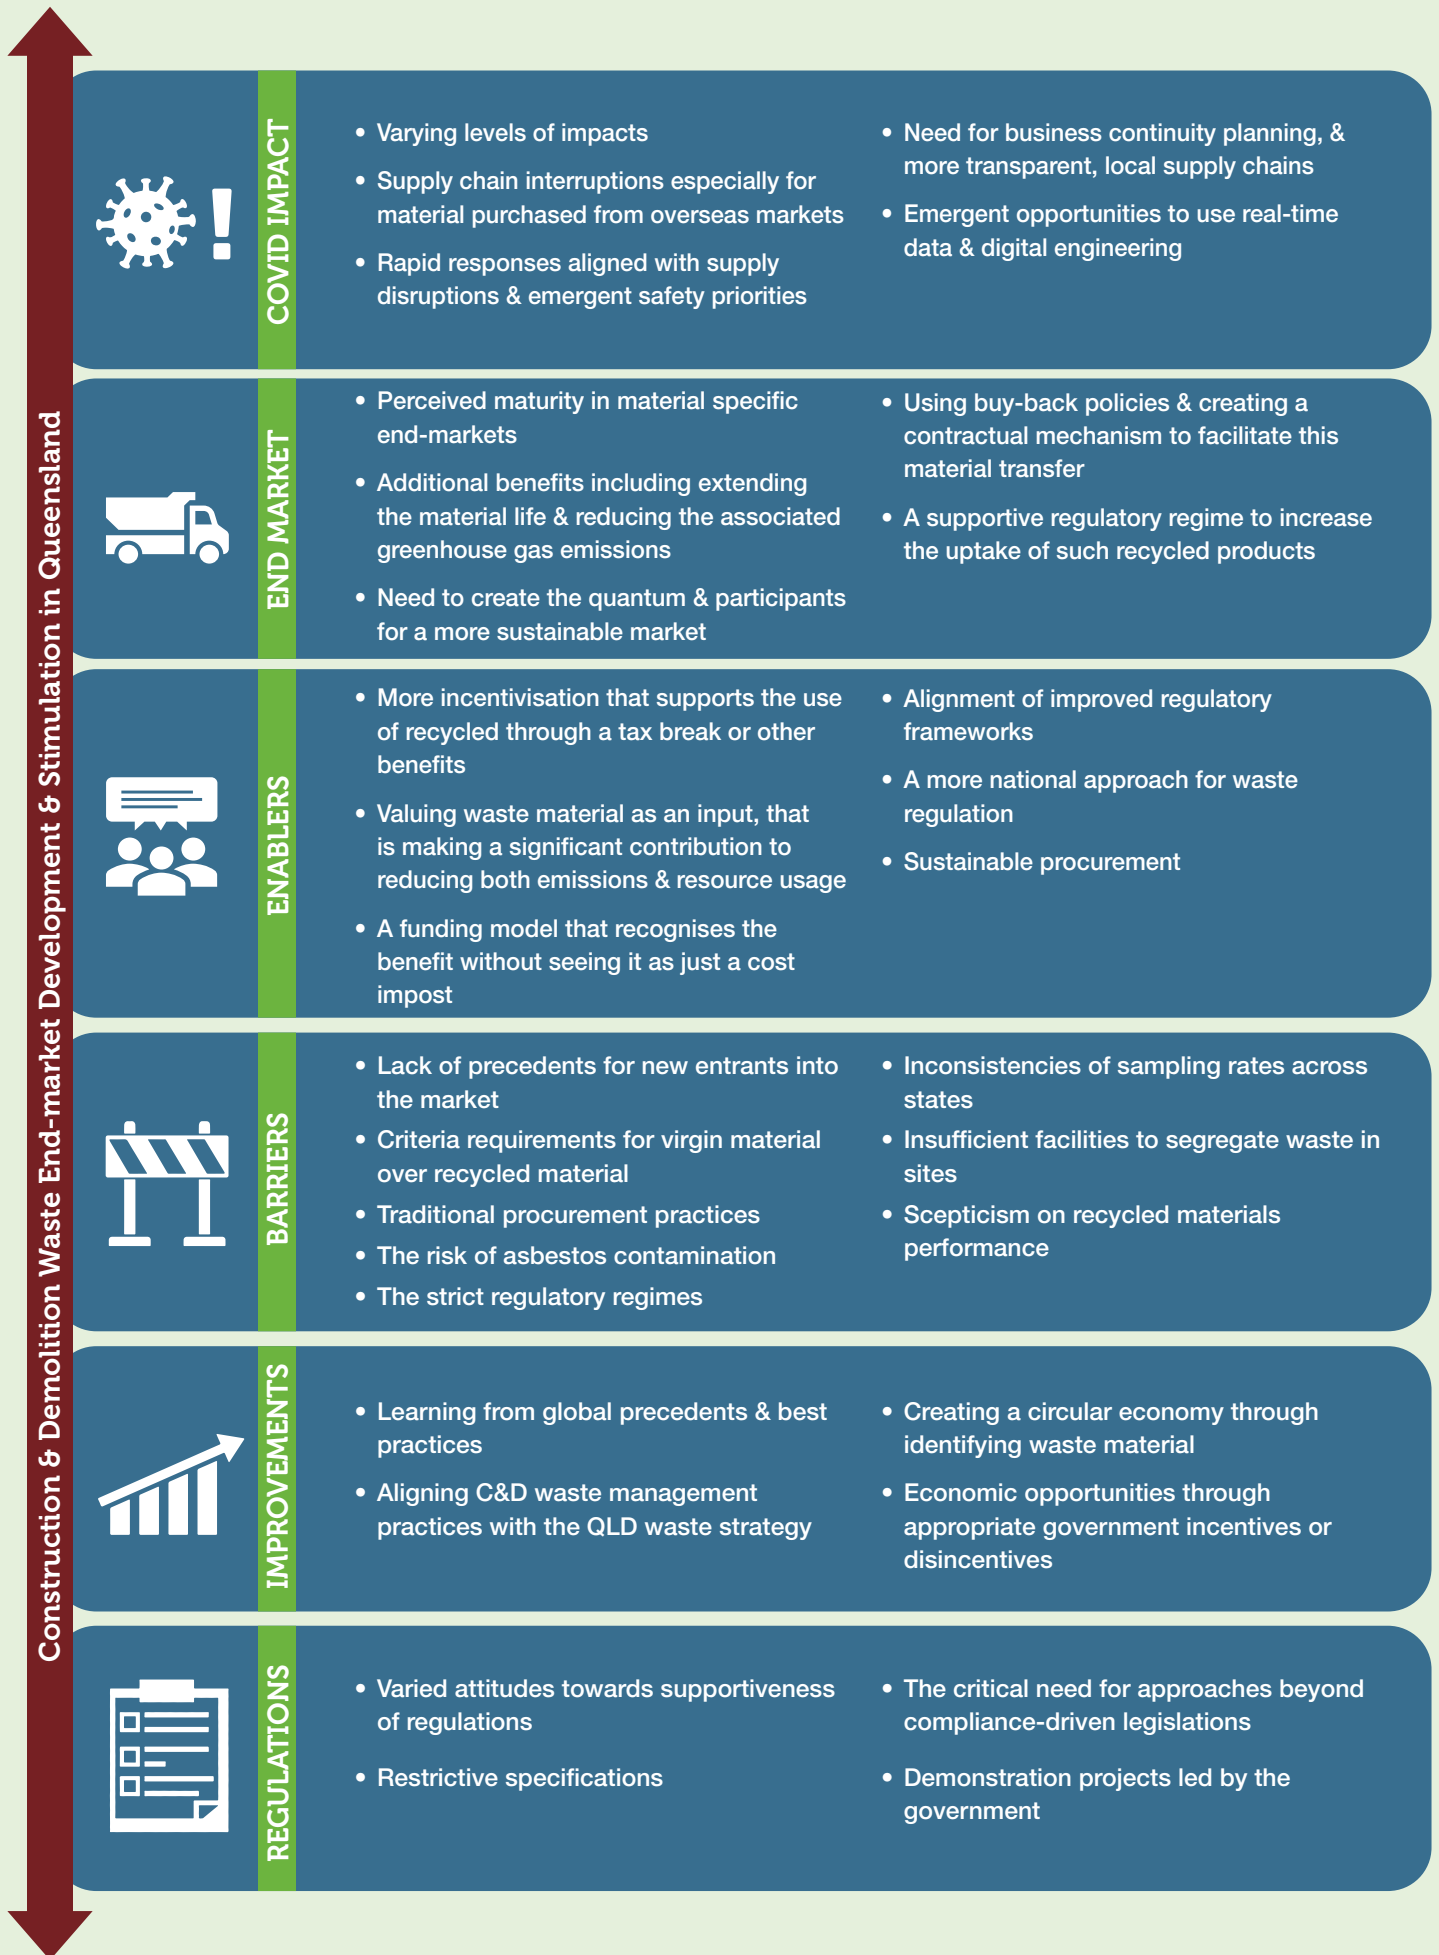 Construction & Demolition Waste End-market Development & Stimulation in Queensland
COVID IMPACT
• Varying levels of impacts
• Supply chain interruptions especially for
material purchased from overseas markets
• Rapid responses aligned with supply
disruptions & emergent safety priorities
• Need for business continuity planning, &
more transparent, local supply chains
• Emergent opportunities to use real-time
data & digital engineering
END MARKET
• Perceived maturity in material specific
end-markets
• Additional benefits including extending
the material life & reducing the associated
greenhouse gas emissions
• Need to create the quantum & participants
for a more sustainable market
• Using buy-back policies & creating a
contractual mechanism to facilitate this
material transfer
• A supportive regulatory regime to increase
the uptake of such recycled products
ENABLERS
• More incentivisation that supports the use
of recycled through a tax break or other
benefits
• Valuing waste material as an input, that
is making a significant contribution to
reducing both emissions & resource usage
• A funding model that recognises the
benefit without seeing it as just a cost
impost
• Alignment of improved regulatory
frameworks
• A more national approach for waste
regulation
• Sustainable procurement
BARRIERS
• Lack of precedents for new entrants into
the market
• Criteria requirements for virgin material
over recycled material
• Traditional procurement practices
• The risk of asbestos contamination
• The strict regulatory regimes
• Inconsistencies of sampling rates across
states
• Insufficient facilities to segregate waste in
sites
• Scepticism on recycled materials
performance
IMPROVEMENTS
• Learning from global precedents & best
practices
• Aligning C&D waste management
practices with the QLD waste strategy
• Creating a circular economy through
identifying waste material
• Economic opportunities through
appropriate government incentives or
disincentives
REGULATIONS
• Varied attitudes towards supportiveness
of regulations
• Restrictive specifications
• The critical need for approaches beyond
compliance-driven legislations
• Demonstration projects led by the
government